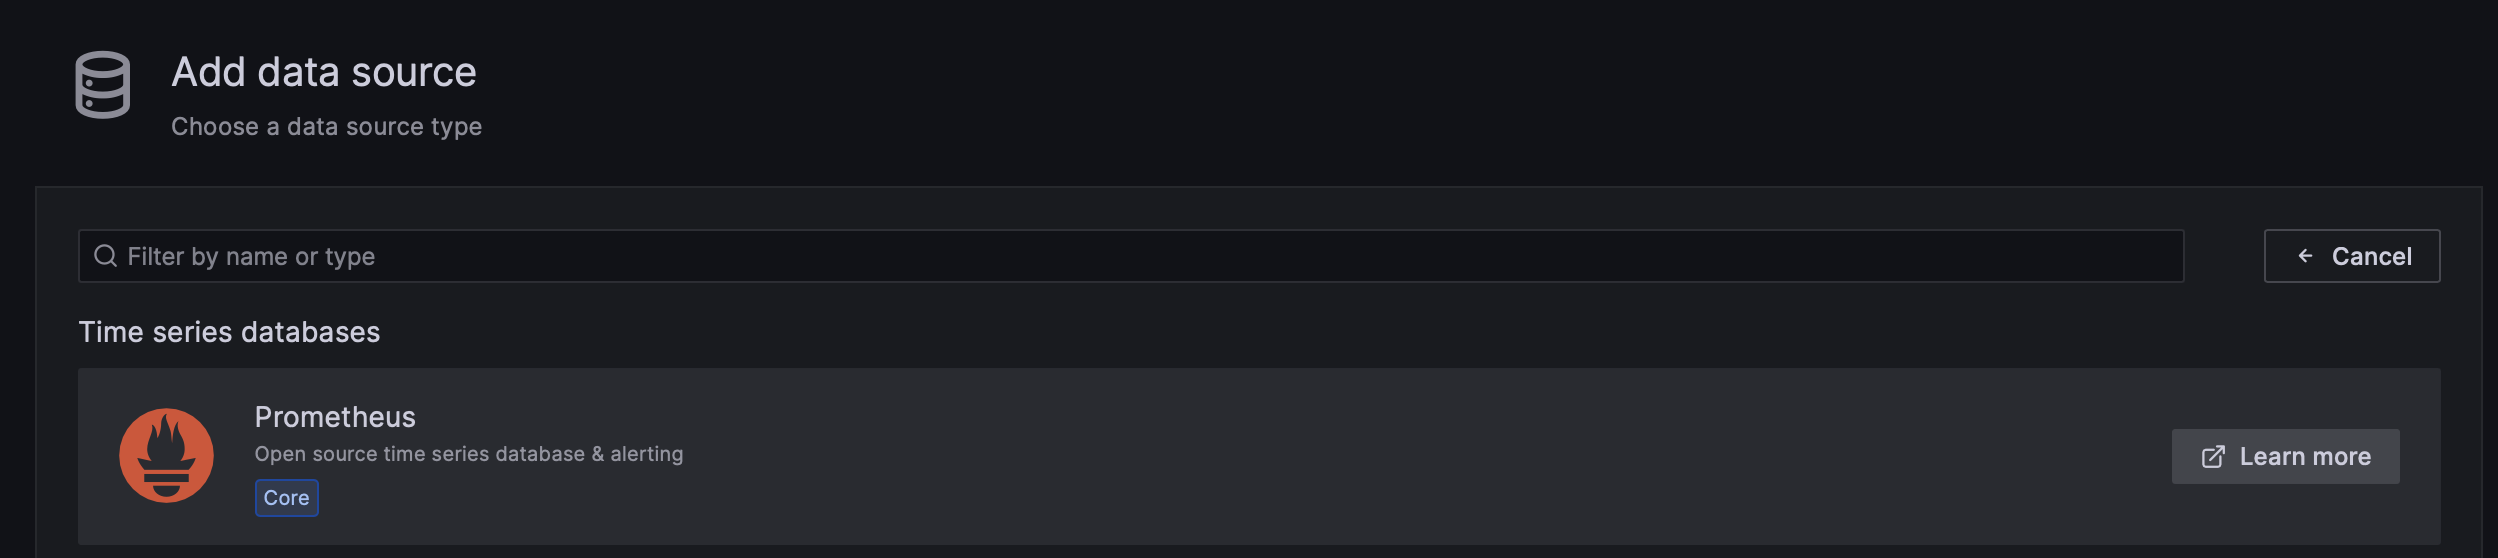 Add data source
Choose a data source type
Filter by name or type
Cancel
Time series databases
Prometheus
Open source time series database & alerting
Core
Learn more